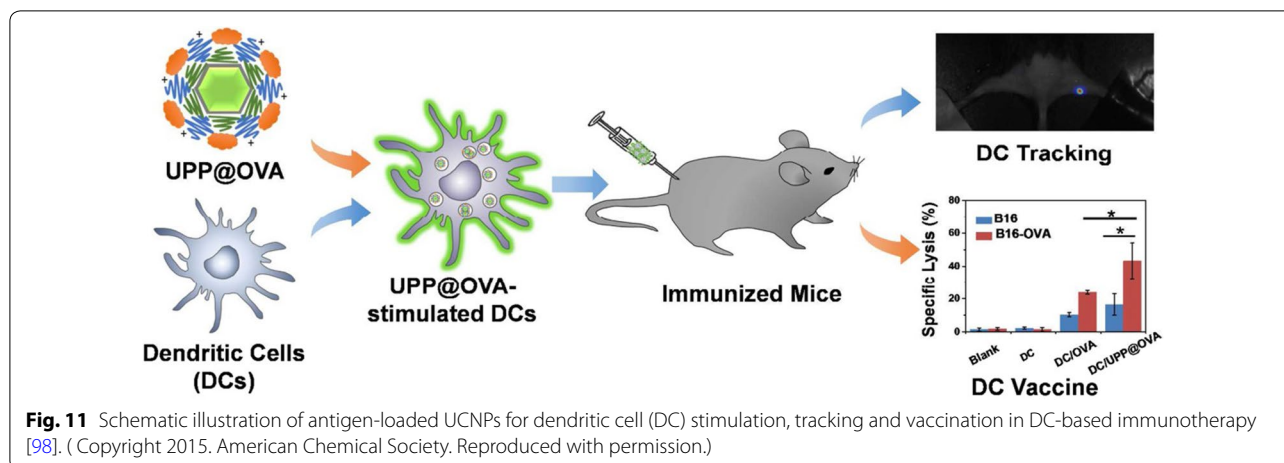 UPP@OVA
Dendritic Cells
(DCs)
UPP@OVA-
stimulated DCs
Immunized Mice
DC Tracking
Specific Lysis (%)
80
60
40
20
0
B16
B16-OVA
*
*
Blank
DC
DC/OVA
DC/UPP@OVA
DC Vaccine
Fig. 11 Schematic illustration of antigen-loaded UCNPs for dendritic cell (DC) stimulation, tracking and vaccination in DC-based immunotherapy
[98]. ( Copyright 2015. American Chemical Society. Reproduced with permission.)